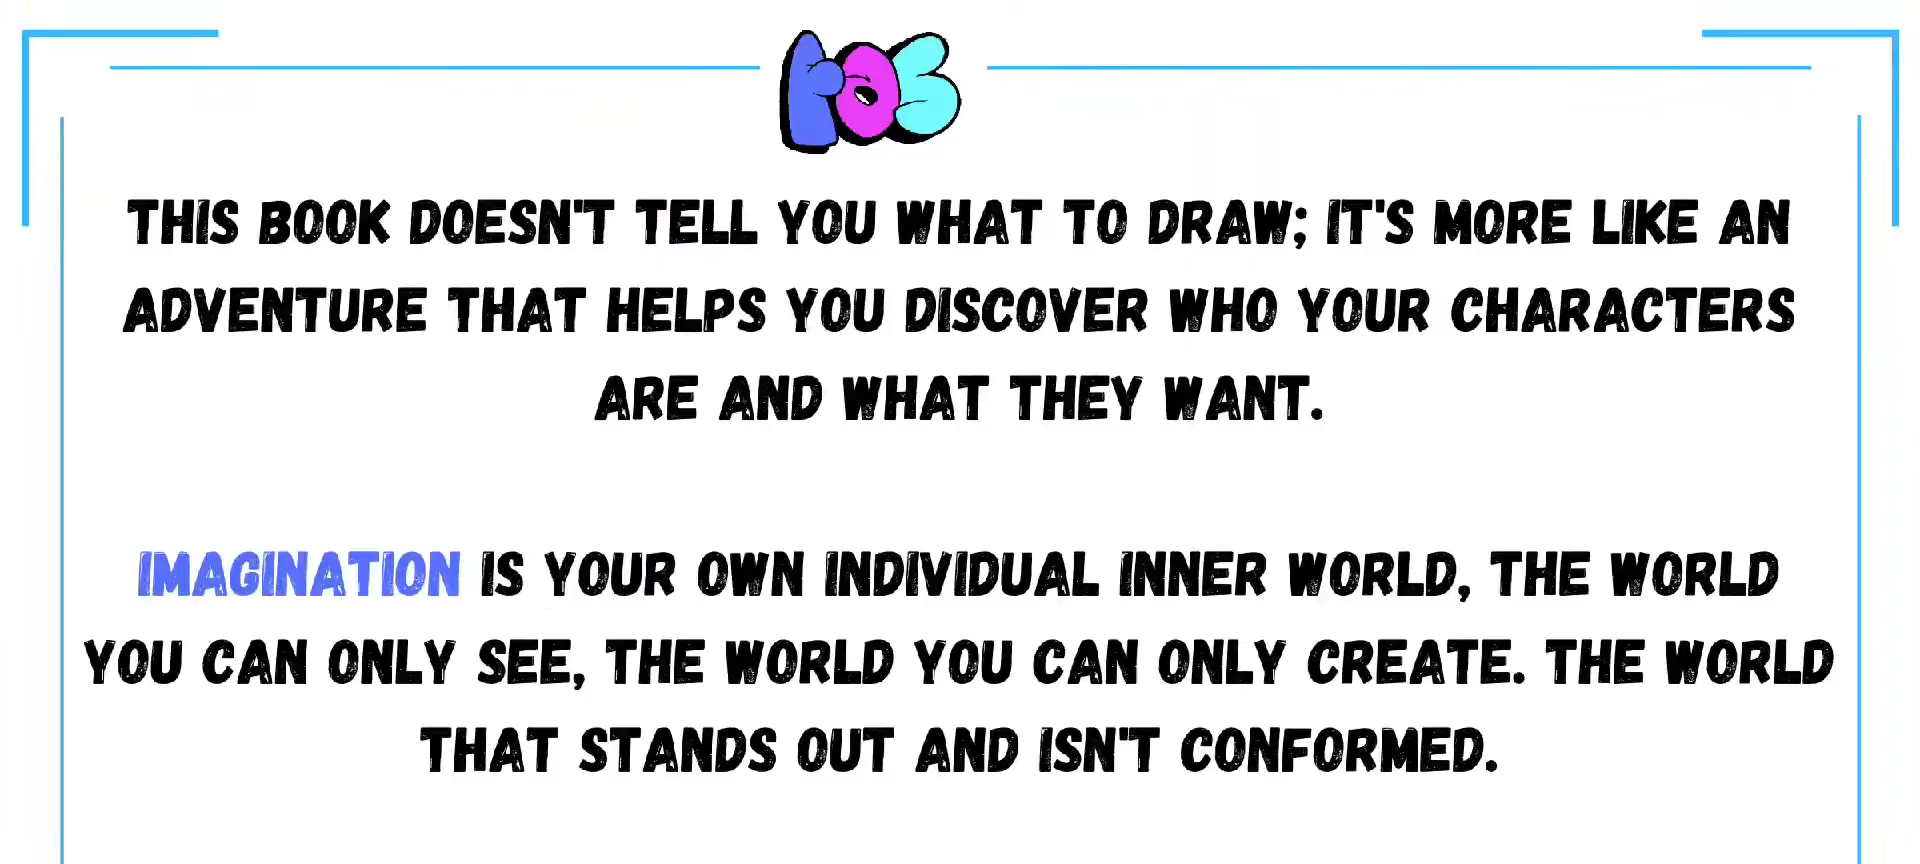 THIS BOOK DOESN'T TELL YOU WHAT TO DRAW; IT'S MORE LIKE AN
ADVENTURE THAT HELPS YOU DISCOVER WHO YOUR CHARACTERS
ARE AND WHAT THEY WANT.
IMAGINATION IS YOUR OWN INDIVIDUAL INNER WORLD, THE WORLD
YOU CAN ONLY SEE, THE WORLD YOU CAN ONLY CREATE. THE WORLD
THAT STANDS OUT AND ISN'T CONFORMED.